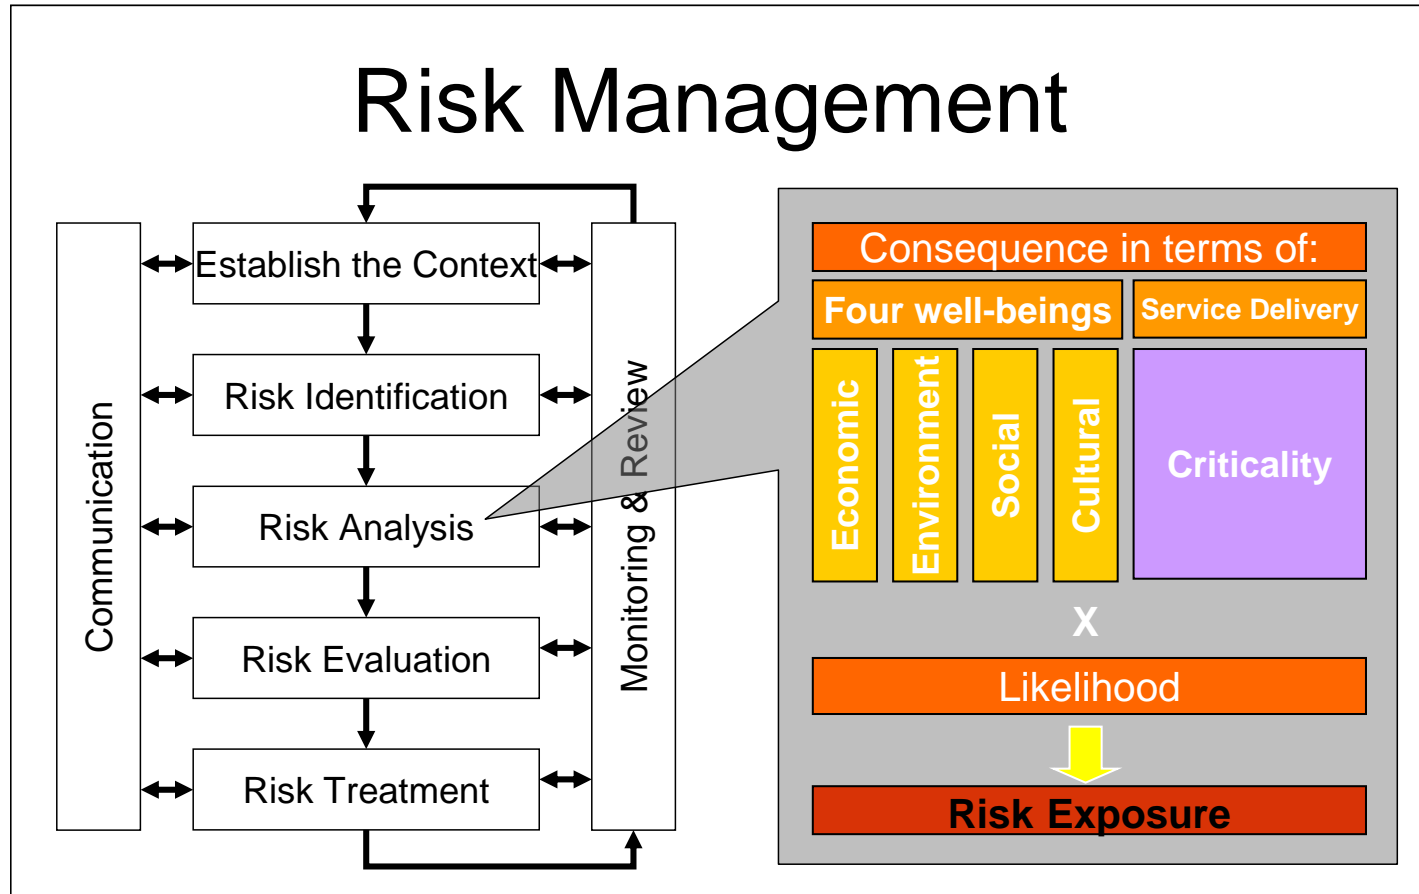 Risk Management
Communication
Establish the Context
Risk Identification
Risk Analysis
Risk Evaluation
Risk Treatment
Monitoring & Review
Consequence in terms of:
Four well-beings
Service Delivery
Economic
Environment
Social
Cultural
Criticality
X
Likelihood
Risk Exposure